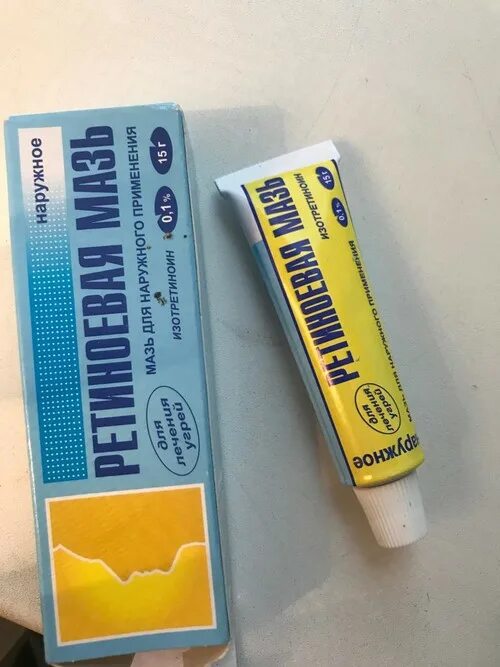 наружное
РЕТИНОЕВАЯ МАЗЬ
МАЗЬ ДЛЯ НАРУЖНОГО ПРИМЕНЕНИЯ
ИЗОТРЕТИНОИН
0,1%
15 г
для
лечения
угрей
РЕТИНОЕВАЯ МАЗЬ
ИЗОТРЕТИНОИН
0,1%
15 г
МАЗЬ ДЛЯ НАРУЖНОГО ПРИМЕНЕНИЯ
для
лечения
угрей
наружное